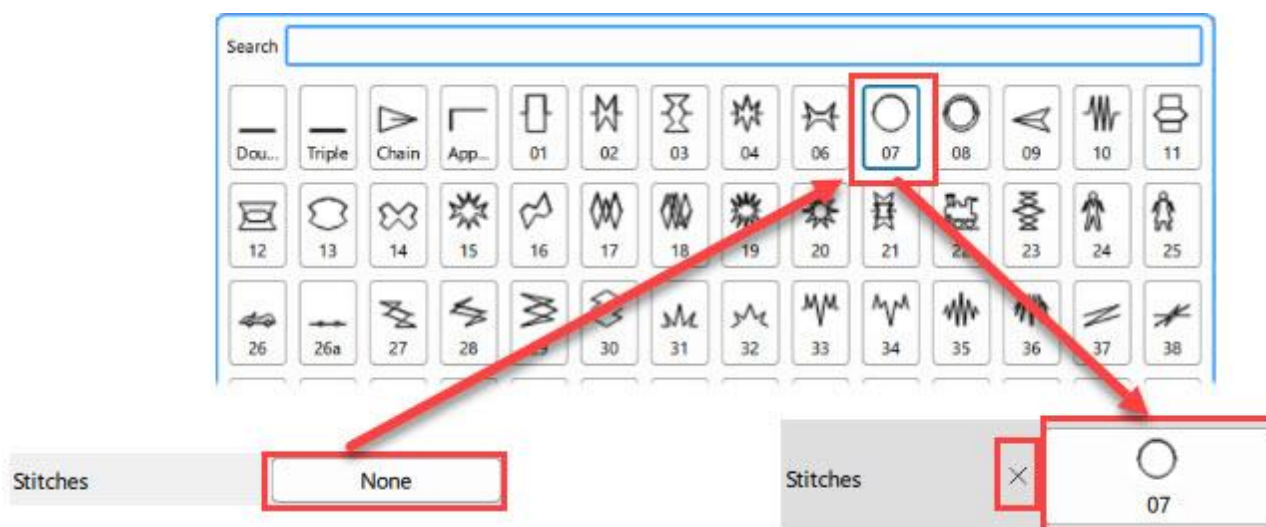 Search
Dou... Triple Chain App... 01 02 03 04 06 07 08 09 10 11
12 13 14 15 16 17 18 19 20 21 22 23 24 25
26 26a 27 28 29 30 31 32 33 34 35 36 37 38
Stitches None
Stitches 07